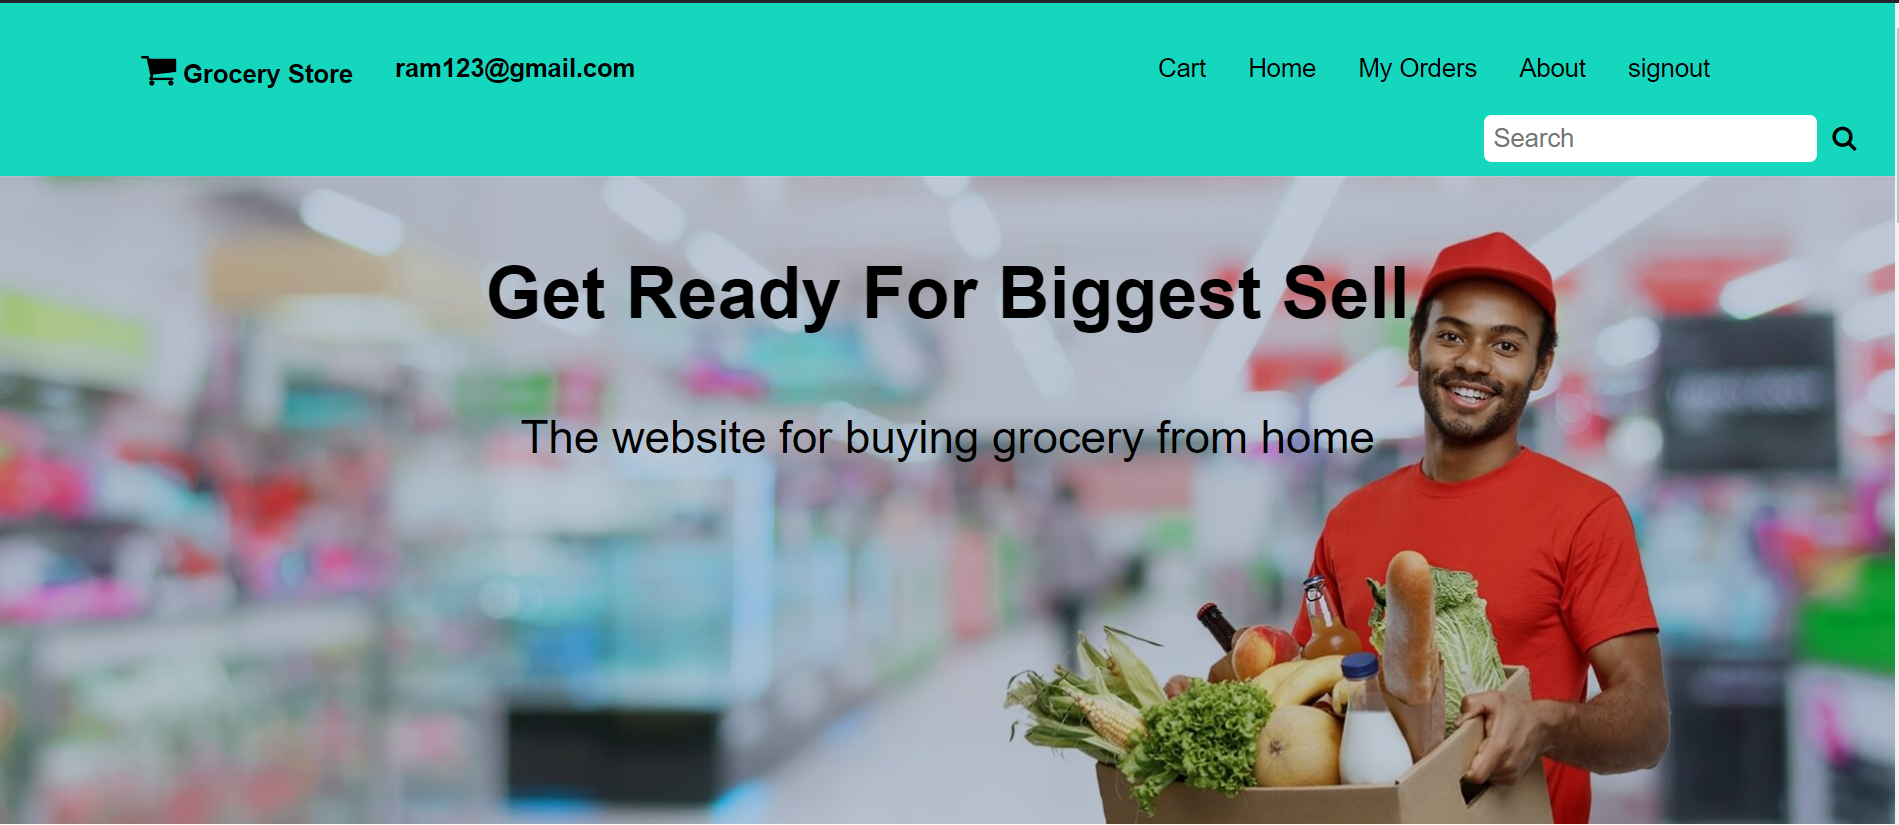 Grocery Store ram123@gmail.com Cart Home My Orders About signout
Search
Get Ready For Biggest Sell
The website for buying grocery from home